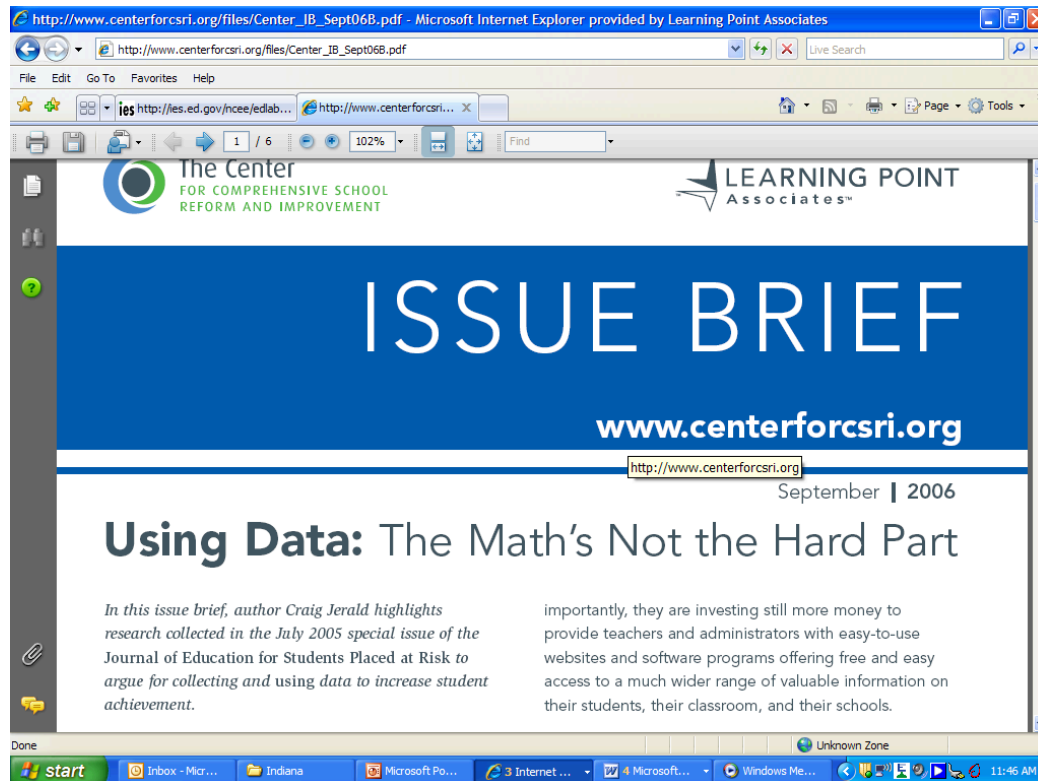 http://www.centerforcsri.org/files/Center_IB_Sept06B.pdf - Microsoft Internet Explorer provided by Learning Point Associates
http://www.centerforcsri.org/files/Center_IB_Sept06B.pdf
Live Search
File Edit Go To Favorites Help
ies http://ies.ed.gov/ncee/edlab... http://www.centerforcsri... X
Page Tools
1 / 6 102% Find
The Center
FOR COMPREHENSIVE SCHOOL
REFORM AND IMPROVEMENT
LEARNING POINT
Associates™
ISSUE BRIEF
www.centerforcsri.org
http://www.centerforcsri.org
September | 2006
Using Data: The Math's Not the Hard Part
In this issue brief, author Craig Jerald highlights
research collected in the July 2005 special issue of the
Journal of Education for Students Placed at Risk to
argue for collecting and using data to increase student
achievement.
importantly, they are investing still more money to
provide teachers and administrators with easy-to-use
websites and software programs offering free and easy
access to a much wider range of valuable information on
their students, their classroom, and their schools.
Done
Unknown Zone
start Inbox - Micr... Indiana Microsoft Po... 3 Internet ... 4 Microsoft... Windows Me... 11:46 AM